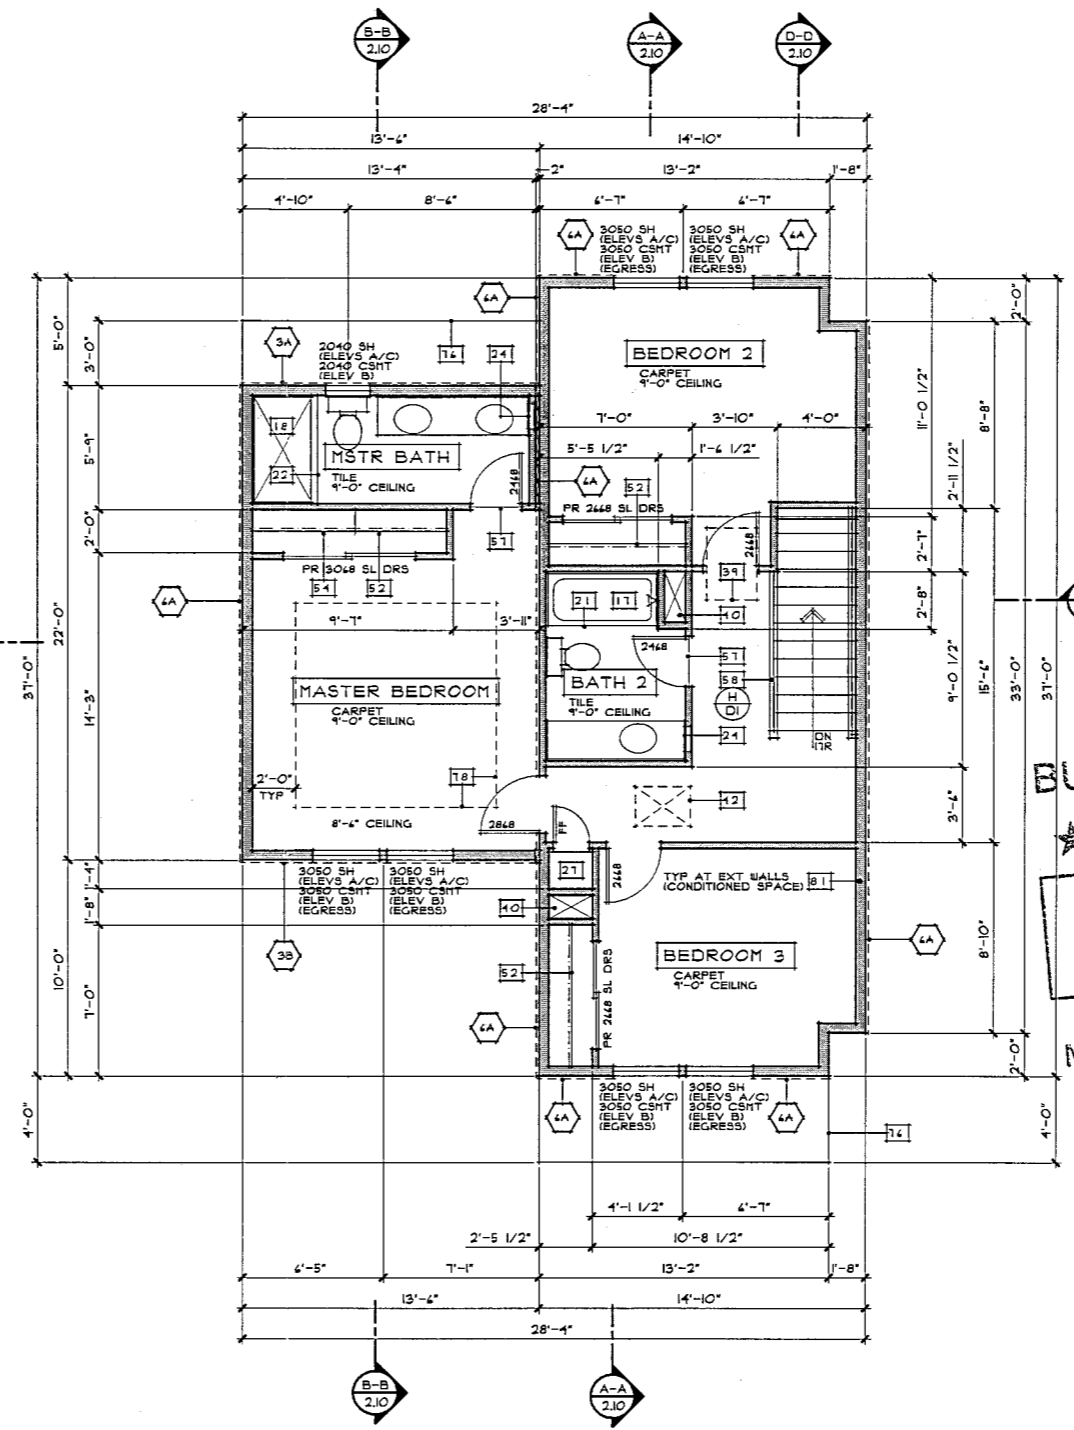 B-B
2.10
A-A
2.10
D-D
2.10
28'-4"
13'-6"
14'-10"
13'-4"
2"
13'-2"
1'-8"
4'-10"
8'-6"
6'-7"
6'-7"
6A
3050 SH
(ELEVS A/C)
3050 CSMT
(ELEV B)
(EGRESS)
3050 SH
(ELEVS A/C)
3050 CSMT
(ELEV B)
(EGRESS)
6A
6A
5'-0"
3'-0"
3A
2040 SH
(ELEVS A/C)
2040 CSMT
(ELEV B)
76
24
BEDROOM 2
CARPET
9'-0" CEILING
2'-0"
11'-0 1/2"
8'-8"
7'-0"
3'-10"
4'-0"
5'-5 1/2"
1'-6 1/2"
18
22
MSTR BATH
TILE
9'-0" CEILING
2468
6A
52
PR 2668 SL DRS
2668
5'-9"
2'-0"
2'-11 1/2"
2'-7"
57
PR 3068 SL DRS
54
52
39
6A
21
17
40
2'-8"
9'-7"
3'-11"
2468
22'-0"
37'-0"
14'-3"
MASTER BEDROOM
CARPET
9'-0" CEILING
BATH 2
TILE
9'-0" CEILING
57
58
H
D1
24
DN
17R
9'-0 1/2"
15'-6"
33'-0"
37'-0"
2'-0"
TYP
78
8'-6" CEILING
2868
42
3'-6"
3050 SH
(ELEVS A/C)
3050 CSMT
(ELEV B)
(EGRESS)
3050 SH
(ELEVS A/C)
3050 CSMT
(ELEV B)
(EGRESS)
27
2668
TYP AT EXT WALLS
(CONDITIONED SPACE)
81
1'-4"
1'-8"
40
3B
52
PR 2668 SL DRS
BEDROOM 3
CARPET
9'-0" CEILING
6A
8'-10"
10'-0"
7'-0"
6A
2'-0"
4'-0"
6A
3050 SH
(ELEVS A/C)
3050 CSMT
(ELEV B)
(EGRESS)
3050 SH
(ELEVS A/C)
3050 CSMT
(ELEV B)
(EGRESS)
6A
76
4'-0"
4'-1 1/2"
6'-7"
2'-5 1/2"
10'-8 1/2"
6'-5"
7'-1"
13'-2"
1'-8"
13'-6"
14'-10"
28'-4"
B-B
2.10
A-A
2.10